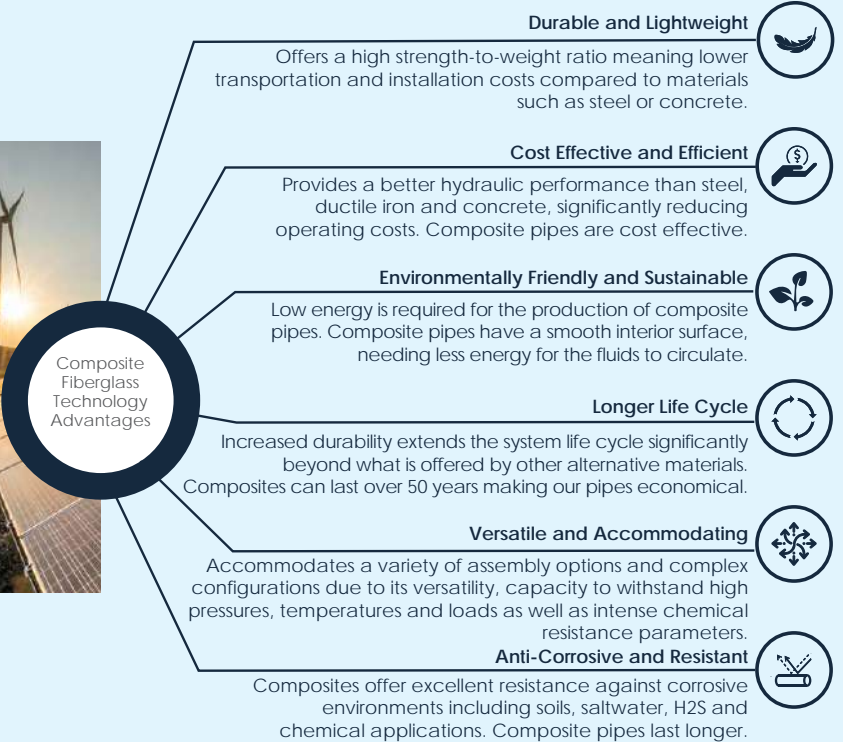 Durable and Lightweight
Offers a high strength-to-weight ratio meaning lower
transportation and installation costs compared to materials
such as steel or concrete.
Cost Effective and Efficient
Provides a better hydraulic performance than steel,
ductile iron and concrete, significantly reducing
operating costs. Composite pipes are cost effective.
Environmentally Friendly and Sustainable
Low energy is required for the production of composite
pipes. Composite pipes have a smooth interior surface,
needing less energy for the fluids to circulate.
Composite
Fiberglass
Technology
Advantages
Longer Life Cycle
Increased durability extends the system life cycle significantly
beyond what is offered by other alternative materials.
Composites can last over 50 years making our pipes economical.
Versatile and Accommodating
Accommodates a variety of assembly options and complex
configurations due to its versatility, capacity to withstand high
pressures, temperatures and loads as well as intense chemical
resistance parameters.
Anti-Corrosive and Resistant
Composites offer excellent resistance against corrosive
environments including soils, saltwater, H2S and
chemical applications. Composite pipes last longer.
$